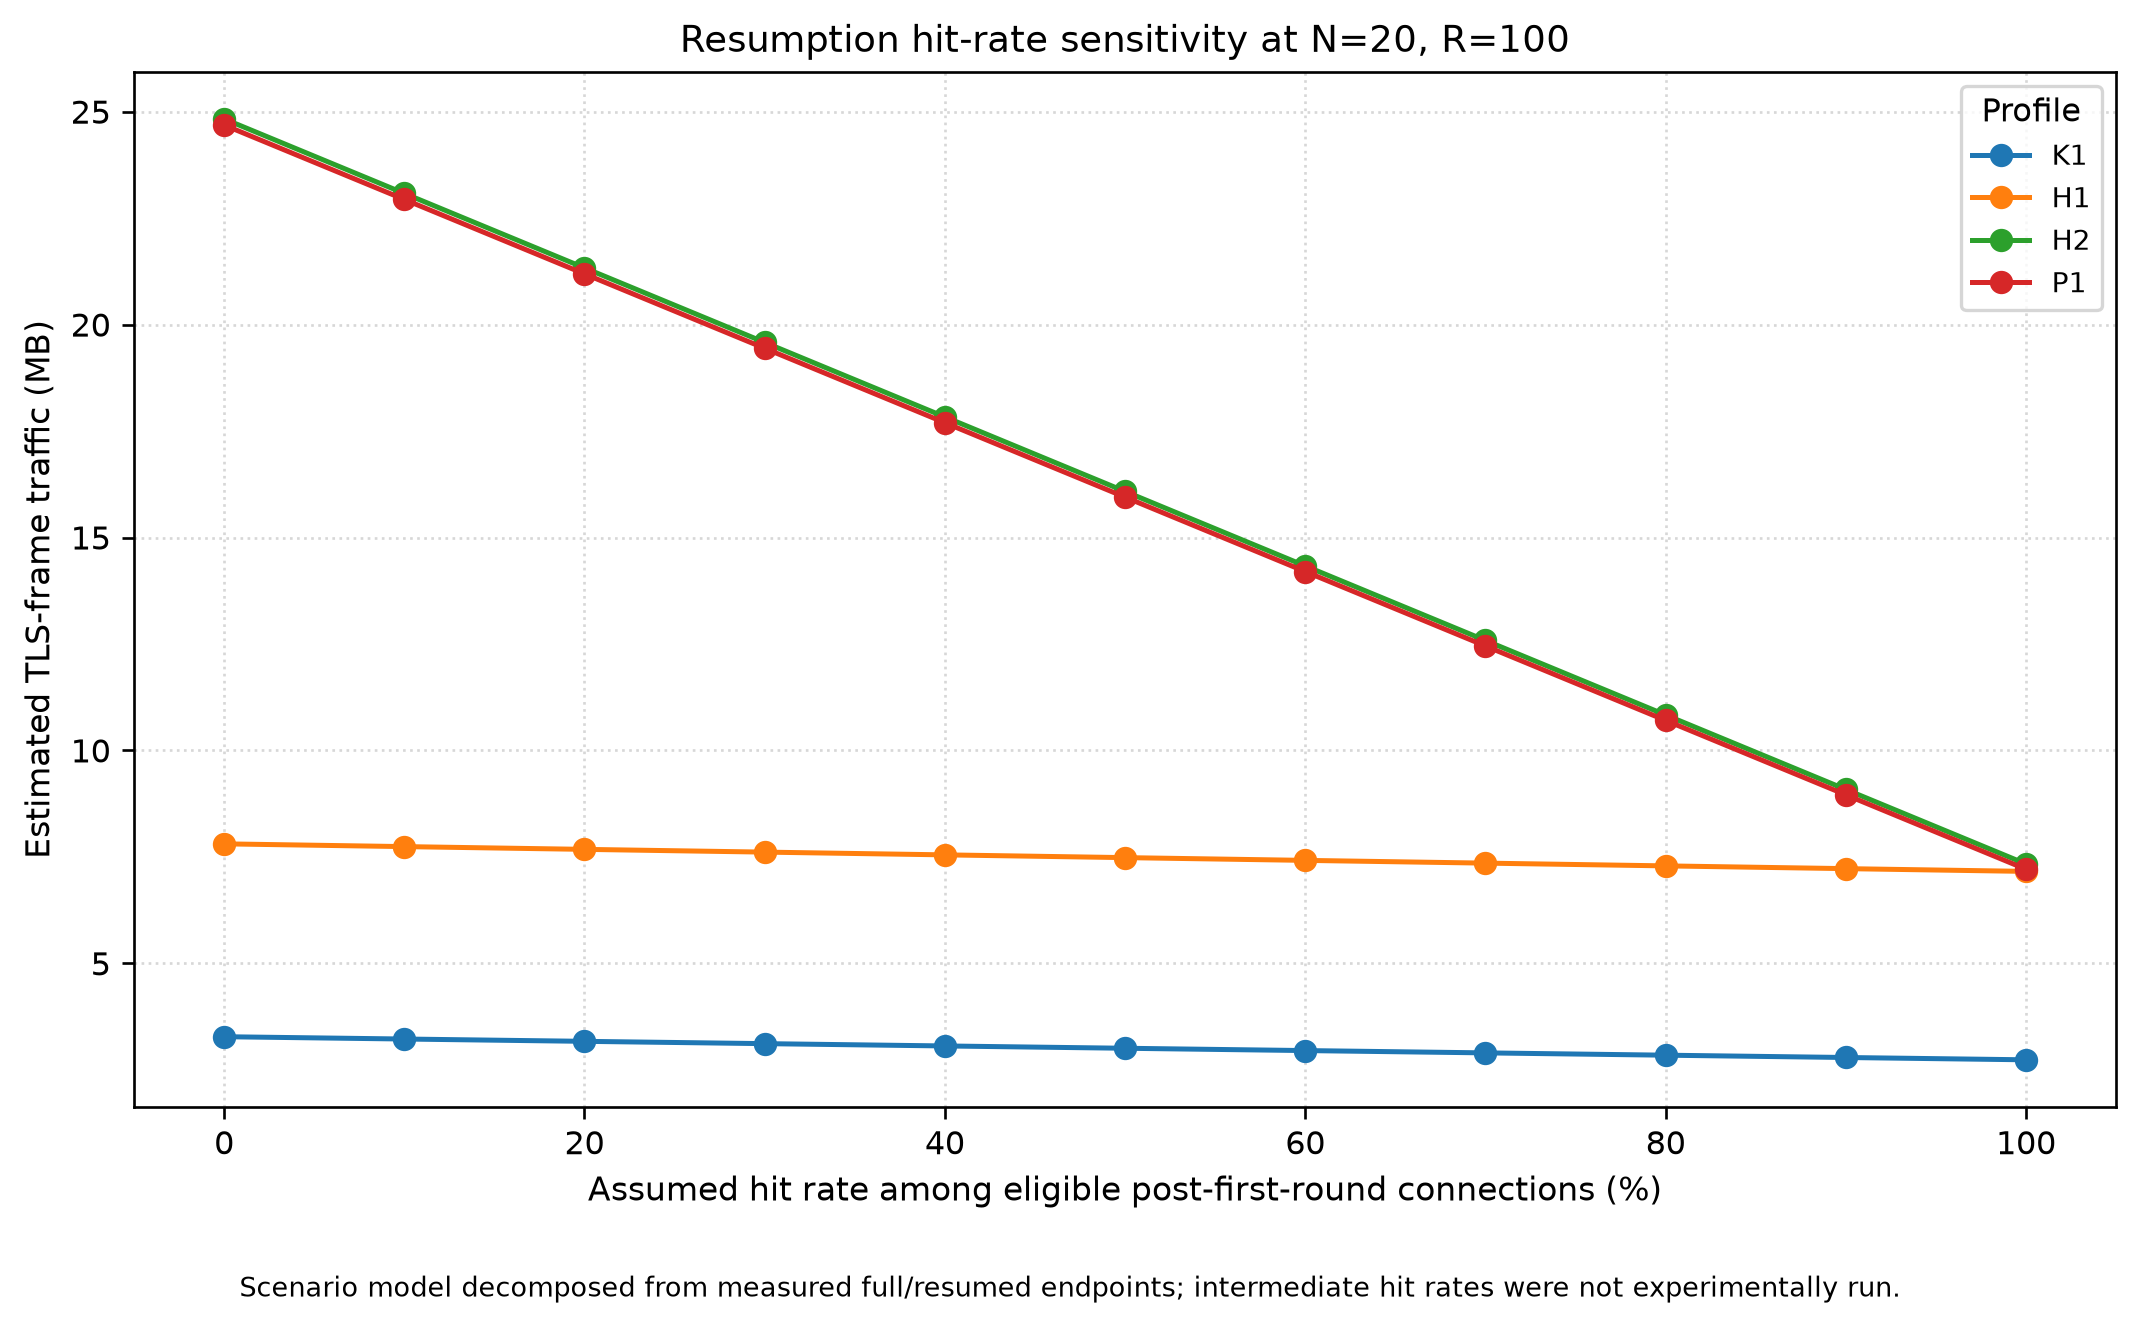 Resumption hit-rate sensitivity at N=20, R=100
Profile
K1
H1
H2
P1
Estimated TLS-frame traffic (MB)
25
20
15
10
5
0 20 40 60 80 100
Assumed hit rate among eligible post-first-round connections (%)
Scenario model decomposed from measured full/resumed endpoints; intermediate hit rates were not experimentally run.